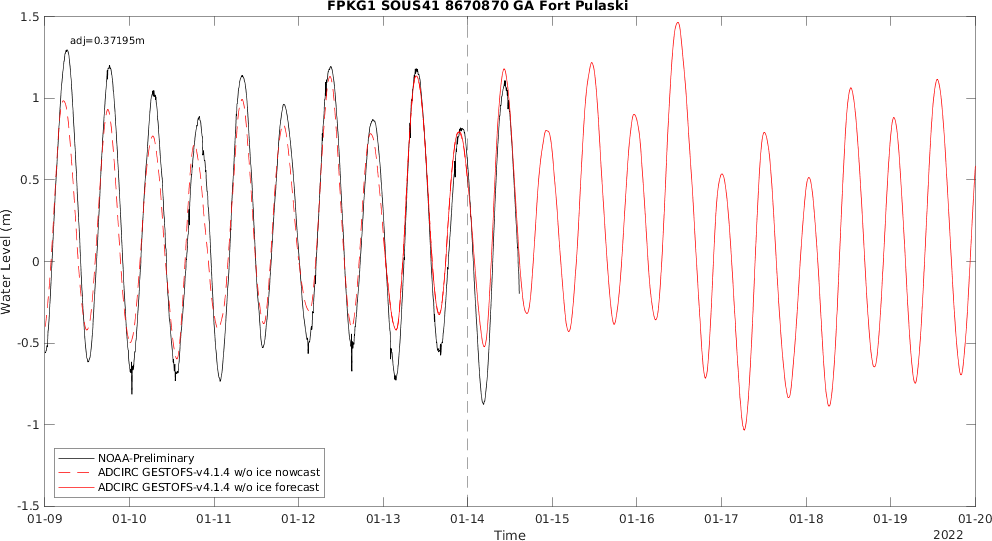 FPKG1 SOUS41 8670870 GA Fort Pulaski
adj=0.37195m
1.5
1
0.5
0
-0.5
-1
-1.5
Water Level (m)
NOAA-Preliminary
ADCIRC GESTOFS-v4.1.4 w/o ice nowcast
ADCIRC GESTOFS-v4.1.4 w/o ice forecast
01-09 01-10 01-11 01-12 01-13 01-14 01-15 01-16 01-17 01-18 01-19 01-20
Time
2022